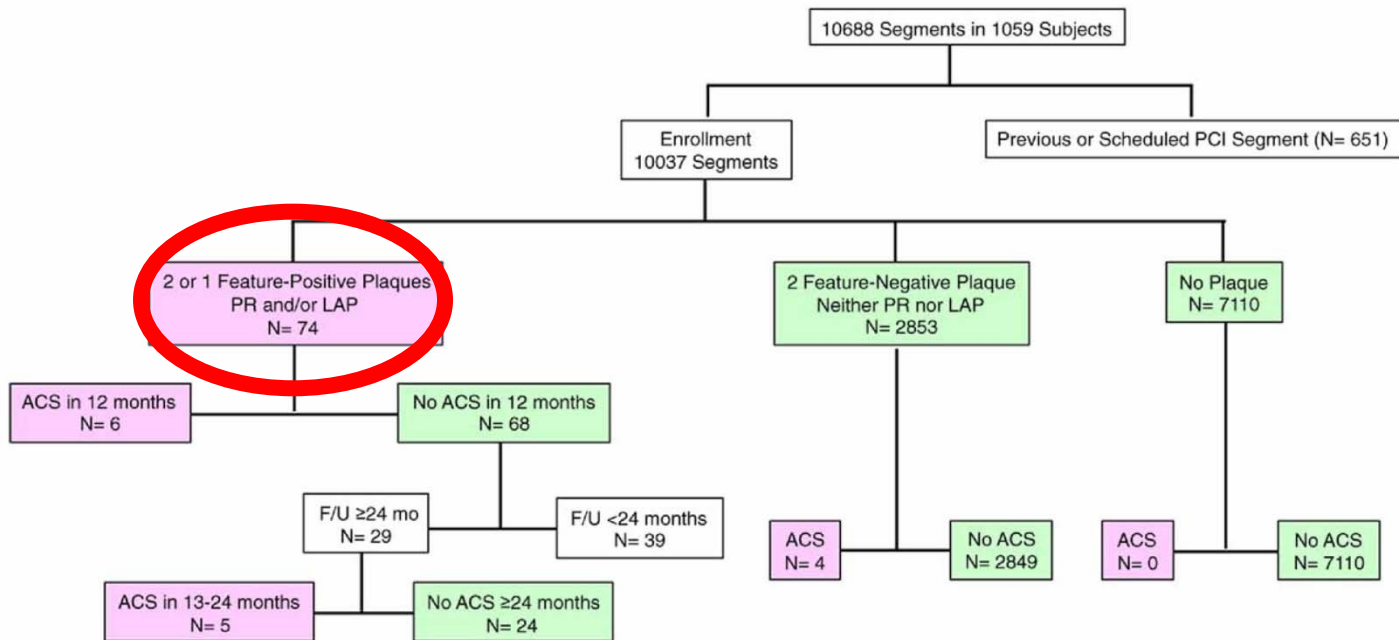 10688 Segments in 1059 Subjects
Enrollment
10037 Segments
Previous or Scheduled PCI Segment (N= 651)
2 or 1 Feature-Positive Plaques
PR and/or LAP
N= 74
2 Feature-Negative Plaque
Neither PR nor LAP
N= 2853
No Plaque
N= 7110
ACS in 12 months
N= 6
No ACS in 12 months
N= 68
F/U ≥24 mo
N= 29
F/U <24 months
N= 39
ACS
N= 4
No ACS
N= 2849
ACS
N= 0
No ACS
N= 7110
ACS in 13-24 months
N= 5
No ACS ≥24 months
N= 24